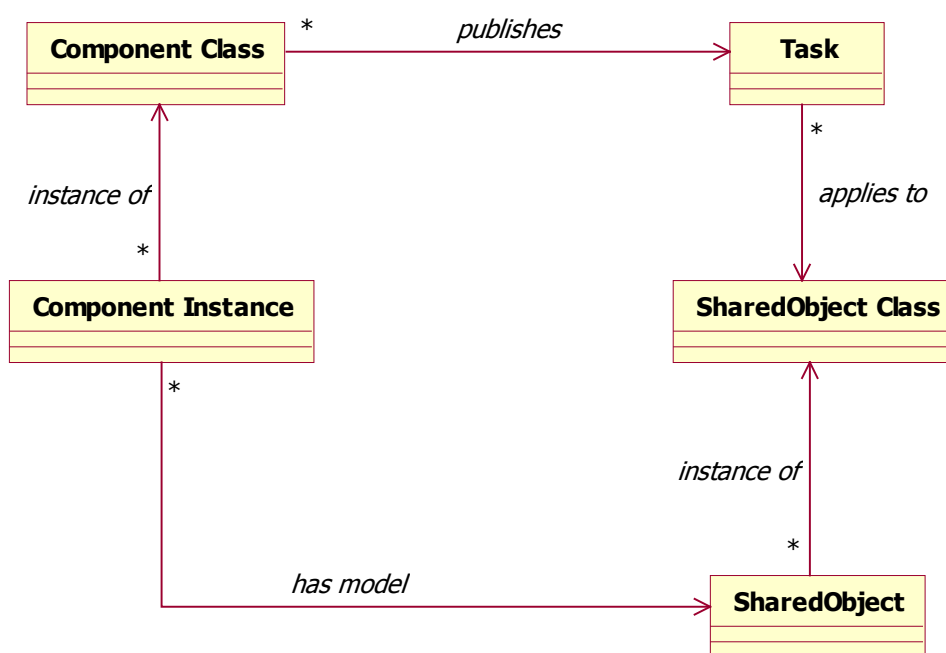 * publishes
Component Class
Task
*
instance of
applies to
*
Component Instance
SharedObject Class
*
instance of
*
has model
SharedObject